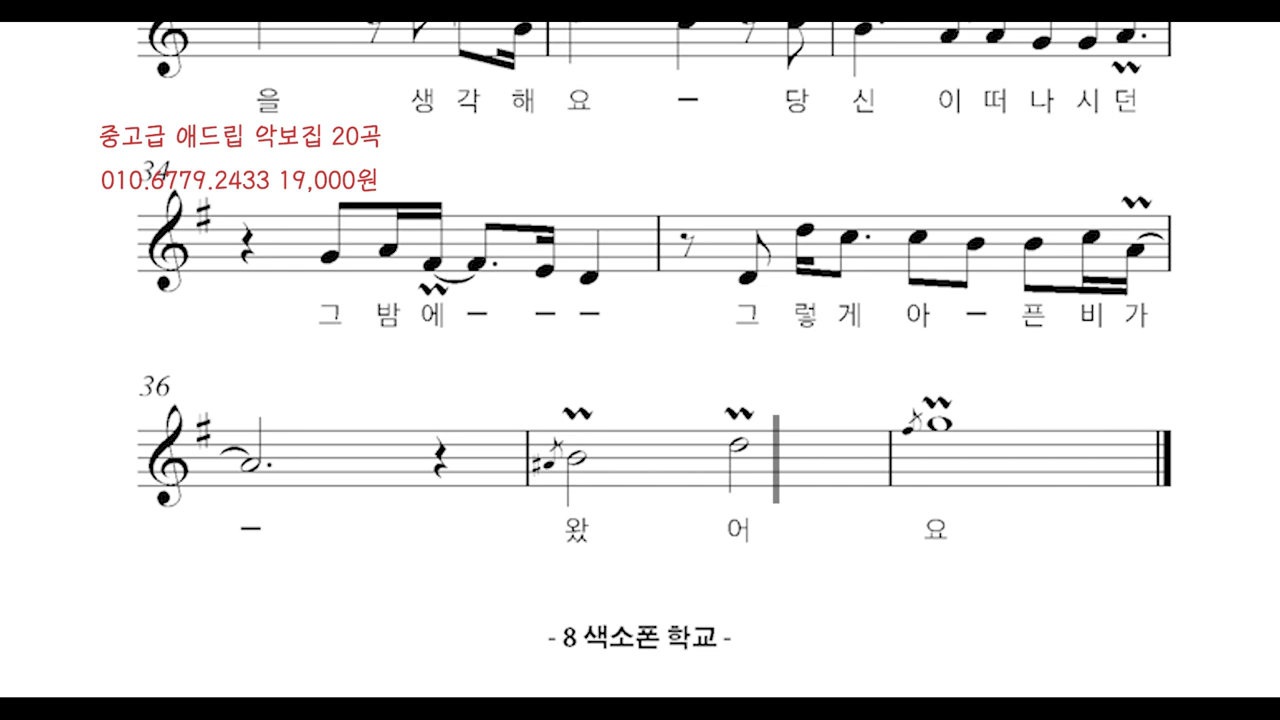 을 생 각 해 요 – 당 신 이 떠 나 시 던
중고급 애드립 악보집 20곡
34
010.6779.2433 19,000원
그 밤 에 – – – 그 렇 게 아 – 픈 비 가
36
– 왔 어 요
- 8 색소폰 학교 -